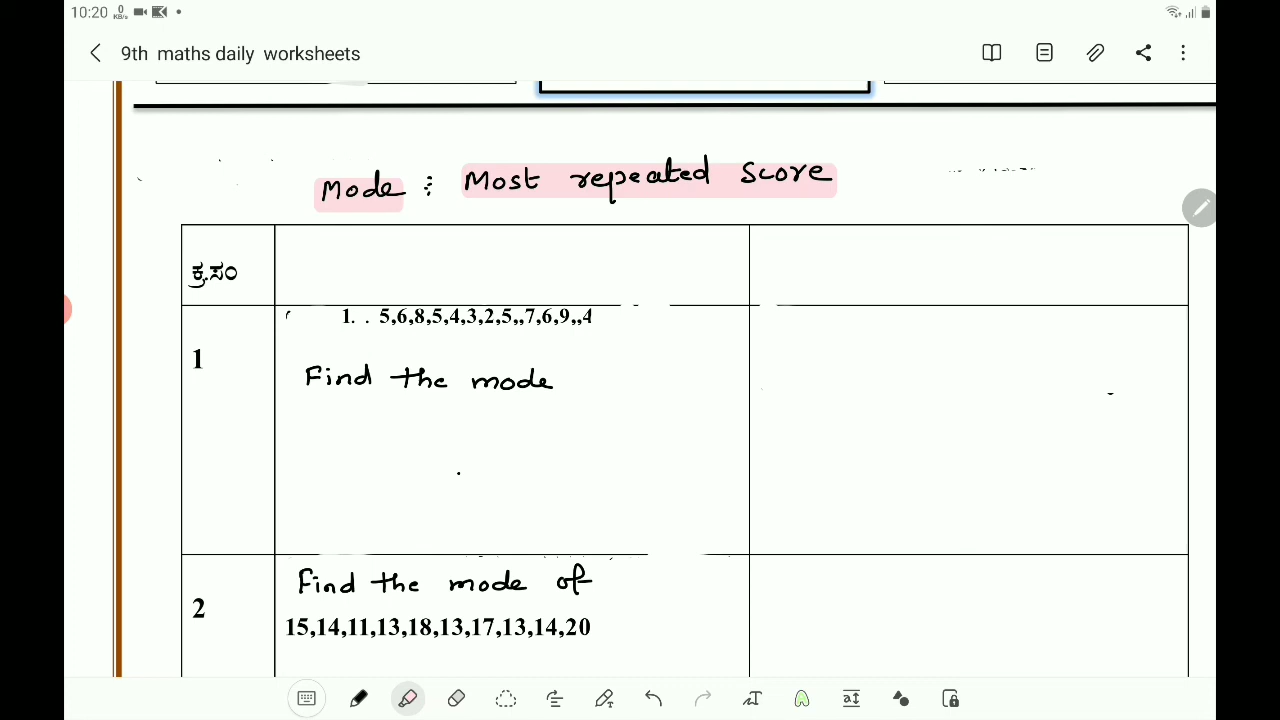 10:20 0 KB/s
9th maths daily worksheets
Mode : Most repeated score
ಕ್ರ.ಸಂ
1. . 5,6,8,5,4,3,2,5,,7,6,9,,4
1
Find the mode
Find the mode of
2
15,14,11,13,18,13,17,13,14,20